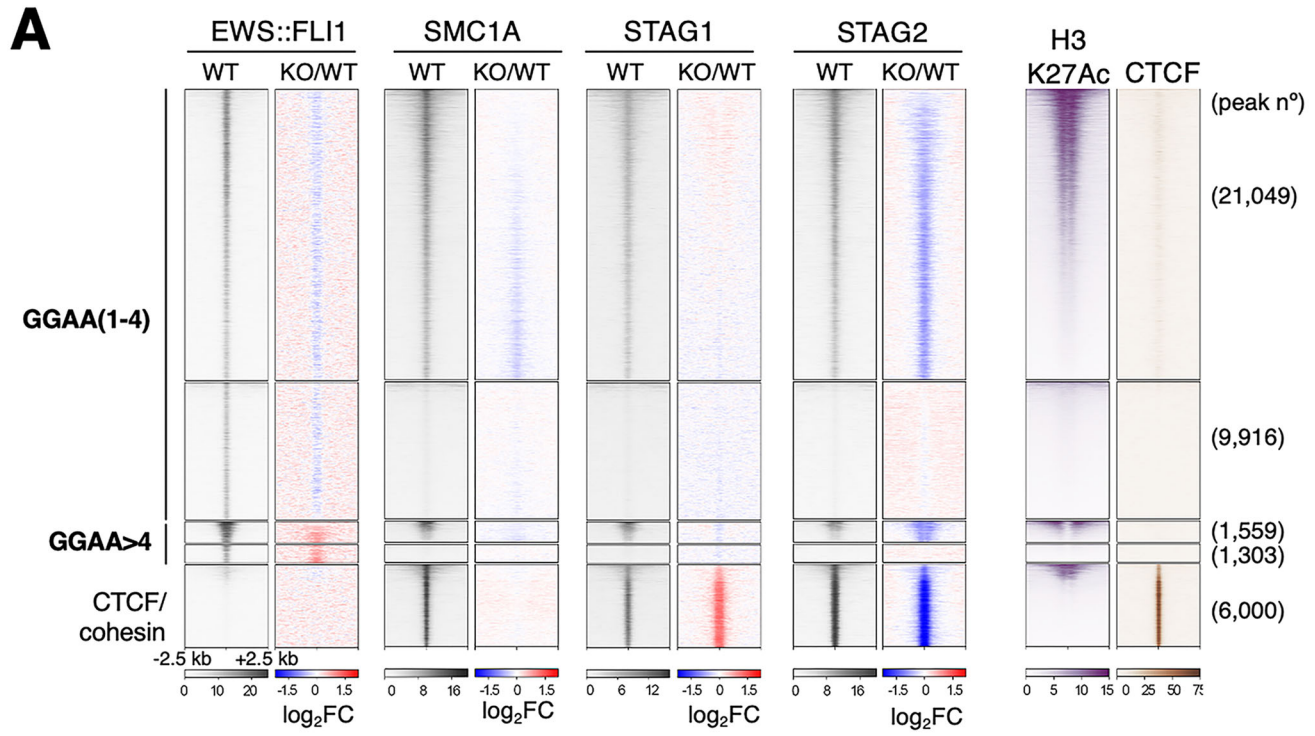 A
EWS::FLI1 SMC1A STAG1 STAG2 H3
WT KO/WT WT KO/WT WT KO/WT WT KO/WT K27Ac CTCF
(peak nº)
(21,049)
GGAA(1-4)
(9,916)
GGAA>4
(1,559)
(1,303)
CTCF/
cohesin
(6,000)
-2.5 kb +2.5 kb
0 10 20 -1.5 0 1.5 0 8 16 -1.5 0 1.5 0 6 12 -1.5 0 1.5 0 8 16 -1.5 0 1.5 0 5 10 15 0 25 50 75
log2FC log2FC log2FC log2FC